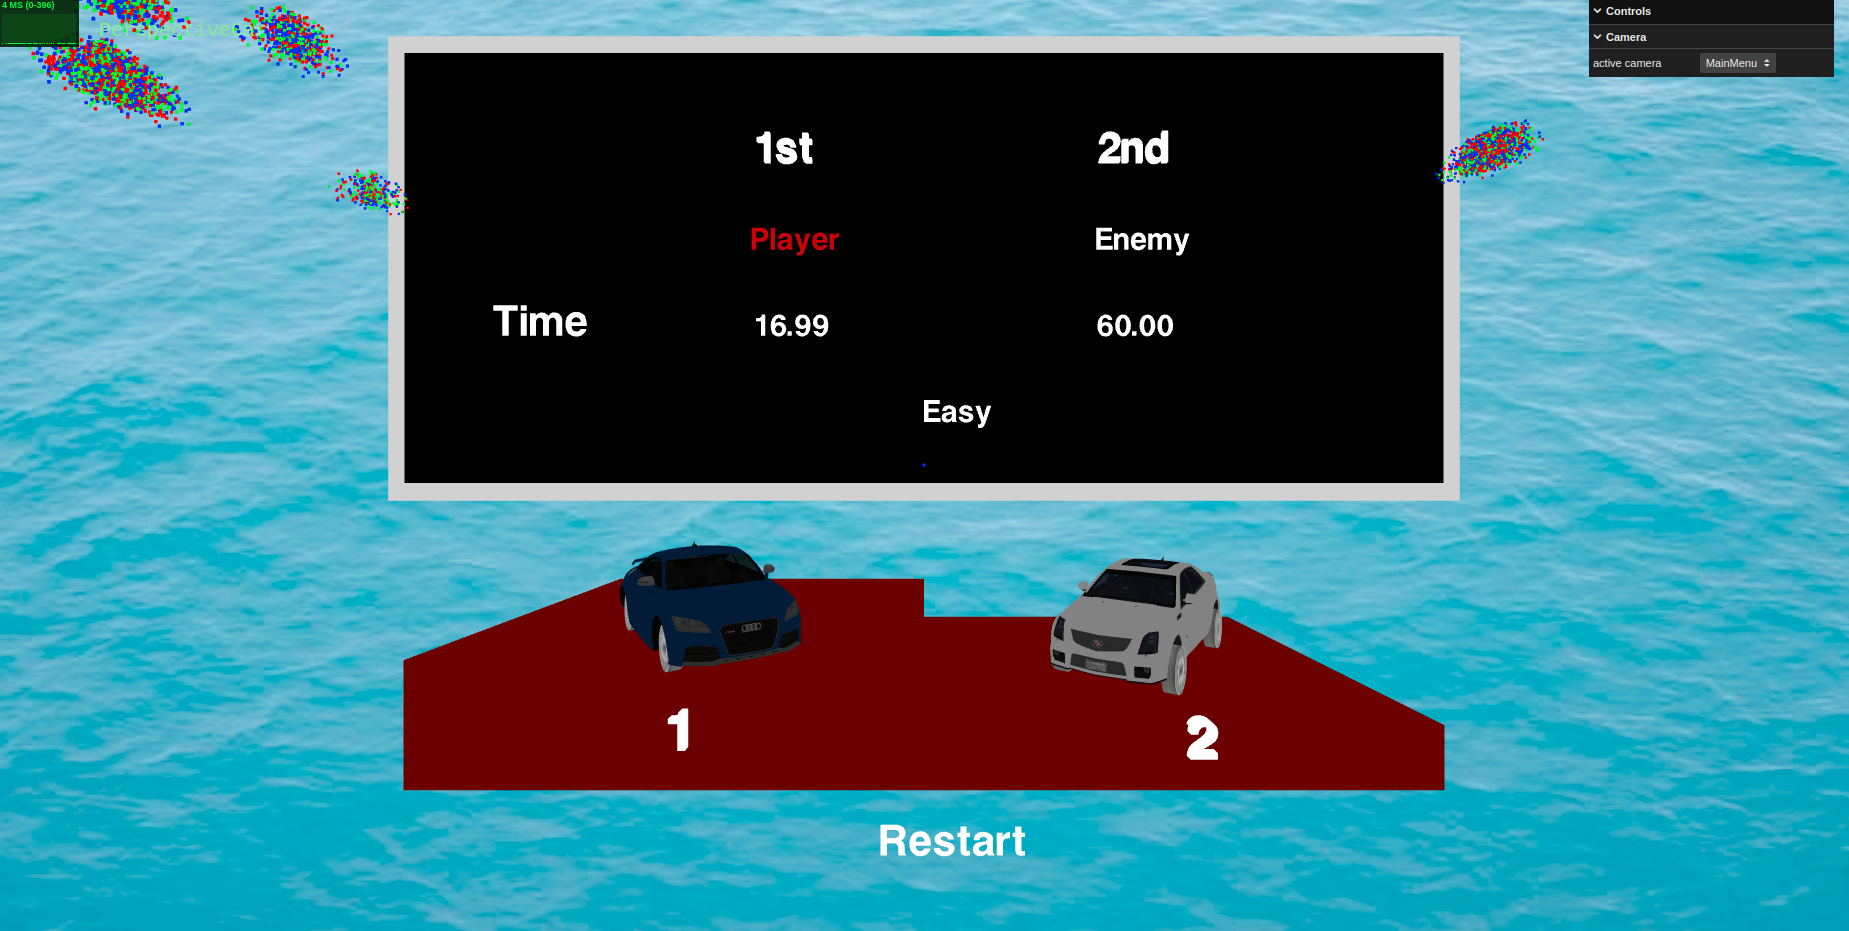 4 MS (0-396)
Perspective
Controls
Camera
active camera MainMenu
1st 2nd
Player Enemy
Time 16.99 60.00
Easy
1 2
Restart